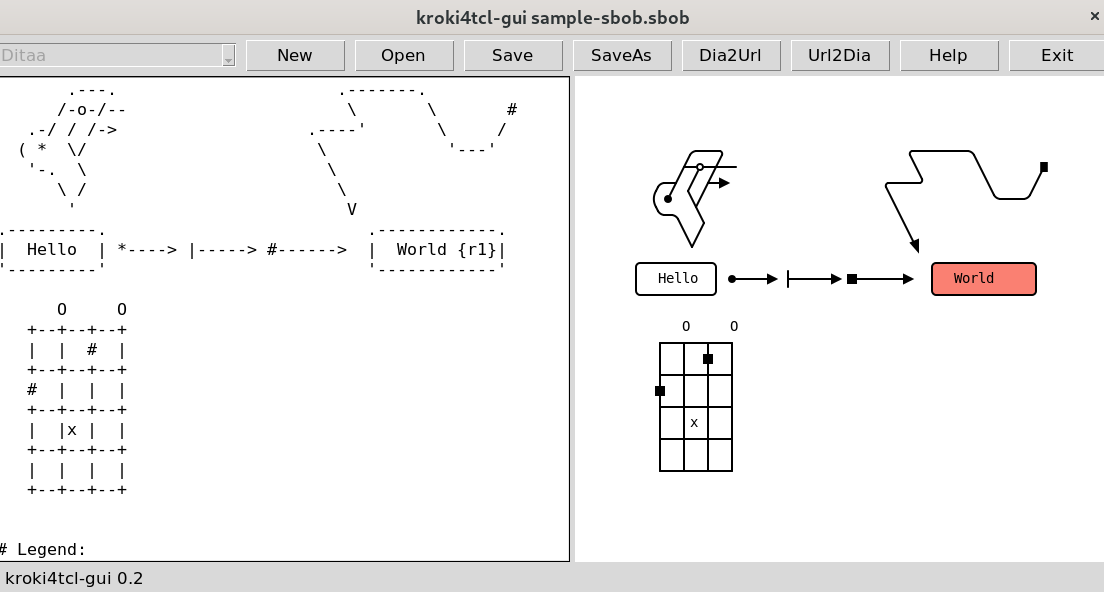 kroki4tcl-gui sample-sbob.sbob
×
Ditaa New Open Save SaveAs Dia2Url Url2Dia Help Exit
       .---.                      .-------.
      /-o-/--                      \       \       #
   .-/ / /->                   .----'       \     /
  ( *  \/                       \            '---'
   '-.  \                        \
      \ /                         \
       '                           V
.---------.                          .------------.
|  Hello  | *----> |-----> #------>  |  World {r1}|
'---------'                          '------------'
      O     O
   +--+--+--+
   |  |  #  |
   +--+--+--+
   #  |  |  |
   +--+--+--+
   |  |x |  |
   +--+--+--+
   |  |  |  |
   +--+--+--+
# Legend:
Hello World
O O
x
kroki4tcl-gui 0.2